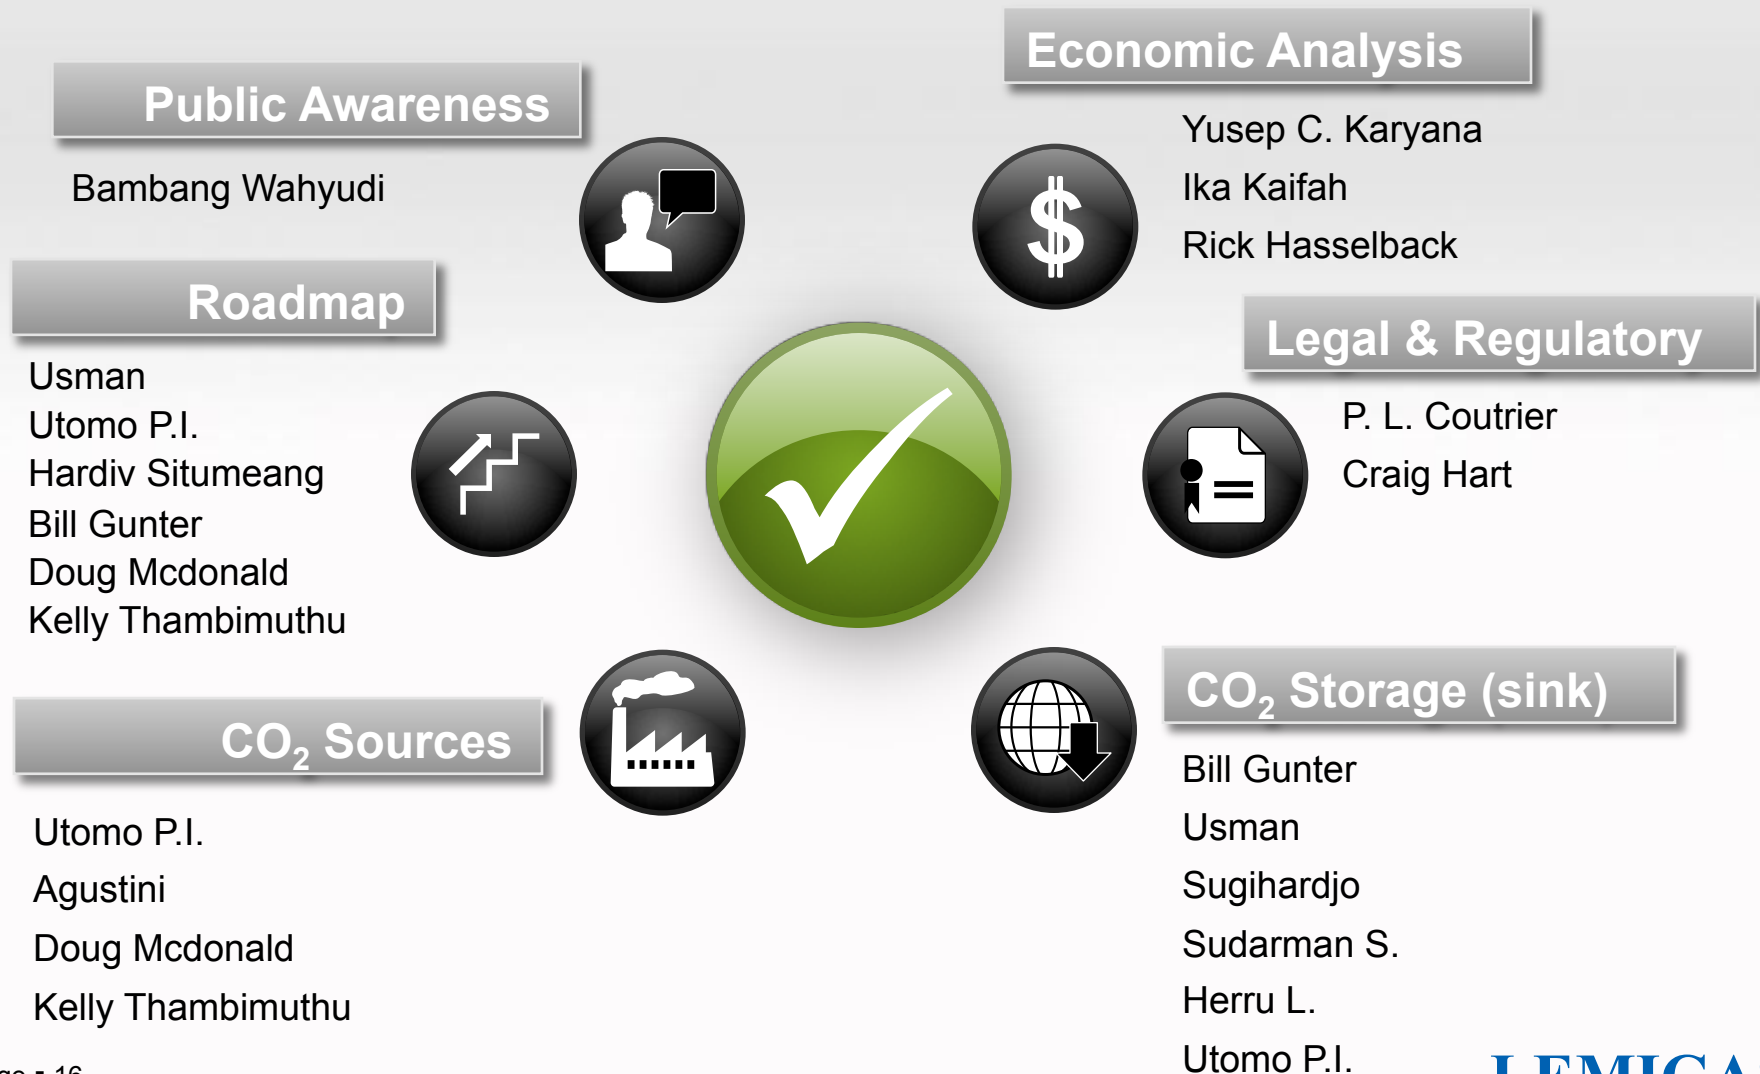 Public Awareness
Bambang Wahyudi
Roadmap
Usman
Utomo P.I.
Hardiv Situmeang
Bill Gunter
Doug Mcdonald
Kelly Thambimuthu
CO₂ Sources
Utomo P.I.
Agustini
Doug Mcdonald
Kelly Thambimuthu
Economic Analysis
$
Yusep C. Karyana
Ika Kaifah
Rick Hasselback
Legal & Regulatory
P. L. Coutrier
Craig Hart
CO₂ Storage (sink)
Bill Gunter
Usman
Sugihardjo
Sudarman S.
Herru L.
Utomo P.I.
16